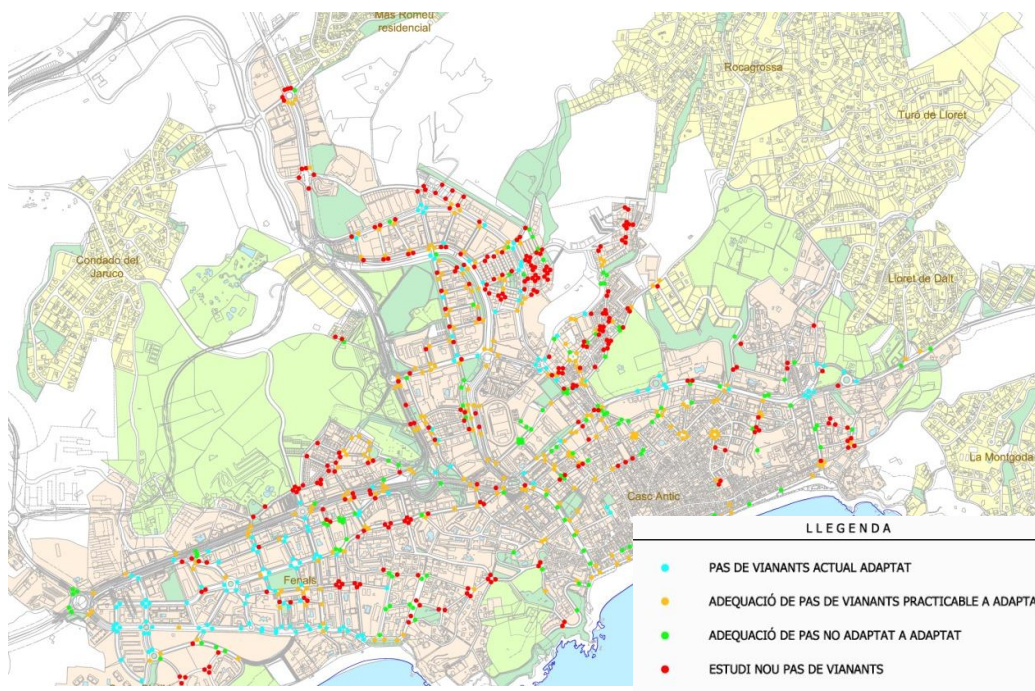 Mas Romeu
residencial
Rocagrossa
Turó de Lloret
Condado del
Jaruco
Lloret de Dalt
La Montgoda
Casc Antic
Fenals
LLEGENDA
PAS DE VIANANTS ACTUAL ADAPTAT
ADEQUACIÓ DE PAS DE VIANANTS PRACTICABLE A ADAPTA
ADEQUACIÓ DE PAS NO ADAPTAT A ADAPTAT
ESTUDI NOU PAS DE VIANANTS